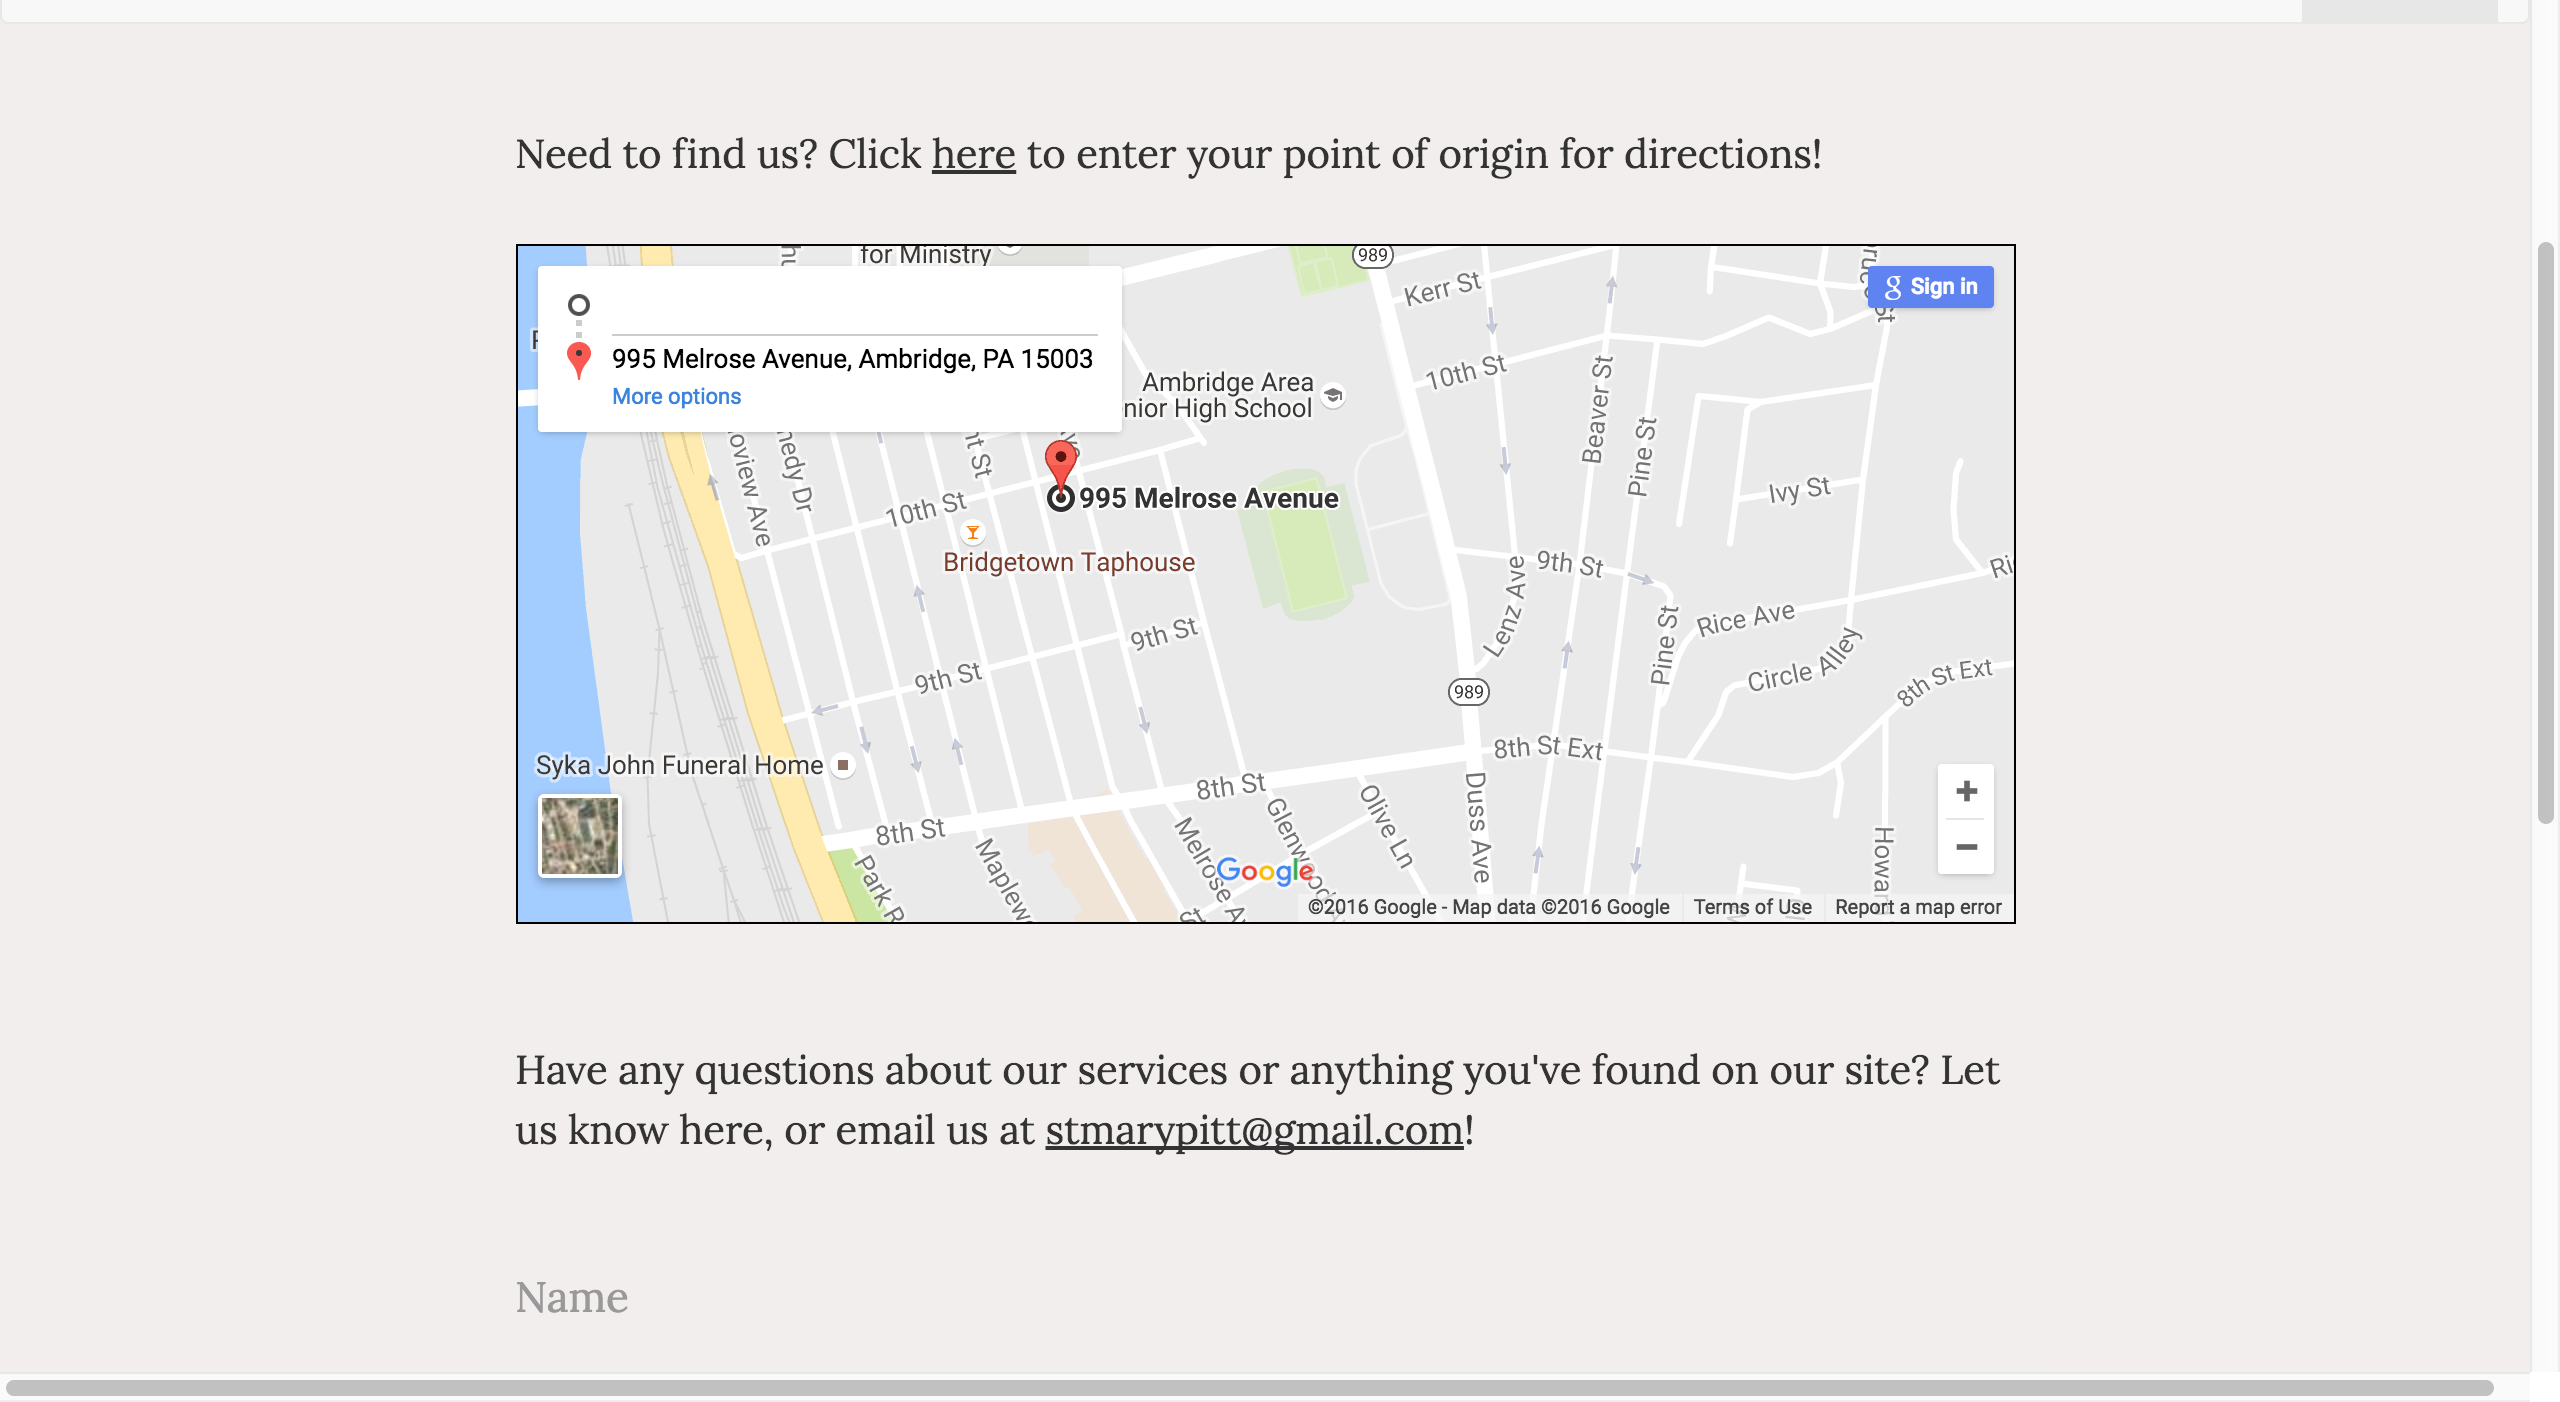 Need to find us? Click here to enter your point of origin for directions!
for Ministry
989
Kerr St
g Sign in
995 Melrose Avenue, Ambridge, PA 15003
More options
10th St
Ambridge Area
nior High School
Beaver St
Pine St
Ivy St
995 Melrose Avenue
10th St
Bridgetown Taphouse
9th St
Lenz Ave
Rice Ave
Pine St
9th St
Circle Alley
9th St
8th St Ext
989
8th St Ext
Syka John Funeral Home
8th St
Duss Ave
Olive Ln
8th St
Melrose Av
Park R
Google
©2016 Google - Map data ©2016 Google
Terms of Use
Report a map error
Have any questions about our services or anything you've found on our site? Let
us know here, or email us at stmarypitt@gmail.com!
Name